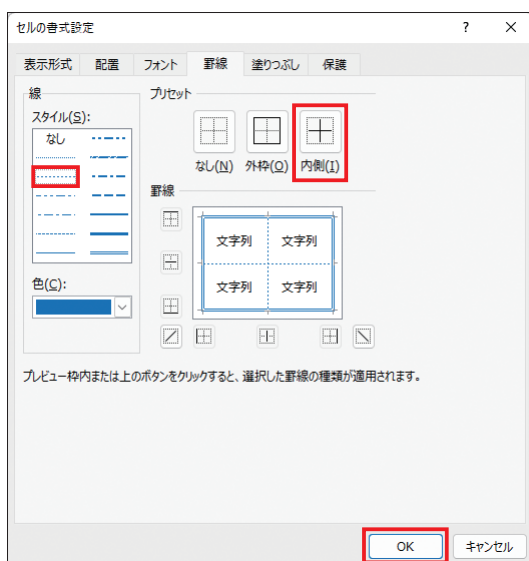 セルの書式設定 ? ×
表示形式 配置 フォント 罫線 塗りつぶし 保護
線
スタイル(S):
なし
色(C):
プリセット
なし(N) 外枠(O) 内側(I)
罫線
文字列 文字列
文字列 文字列
プレビュー枠内または上のボタンをクリックすると、選択した罫線の種類が適用されます。
OK キャンセル